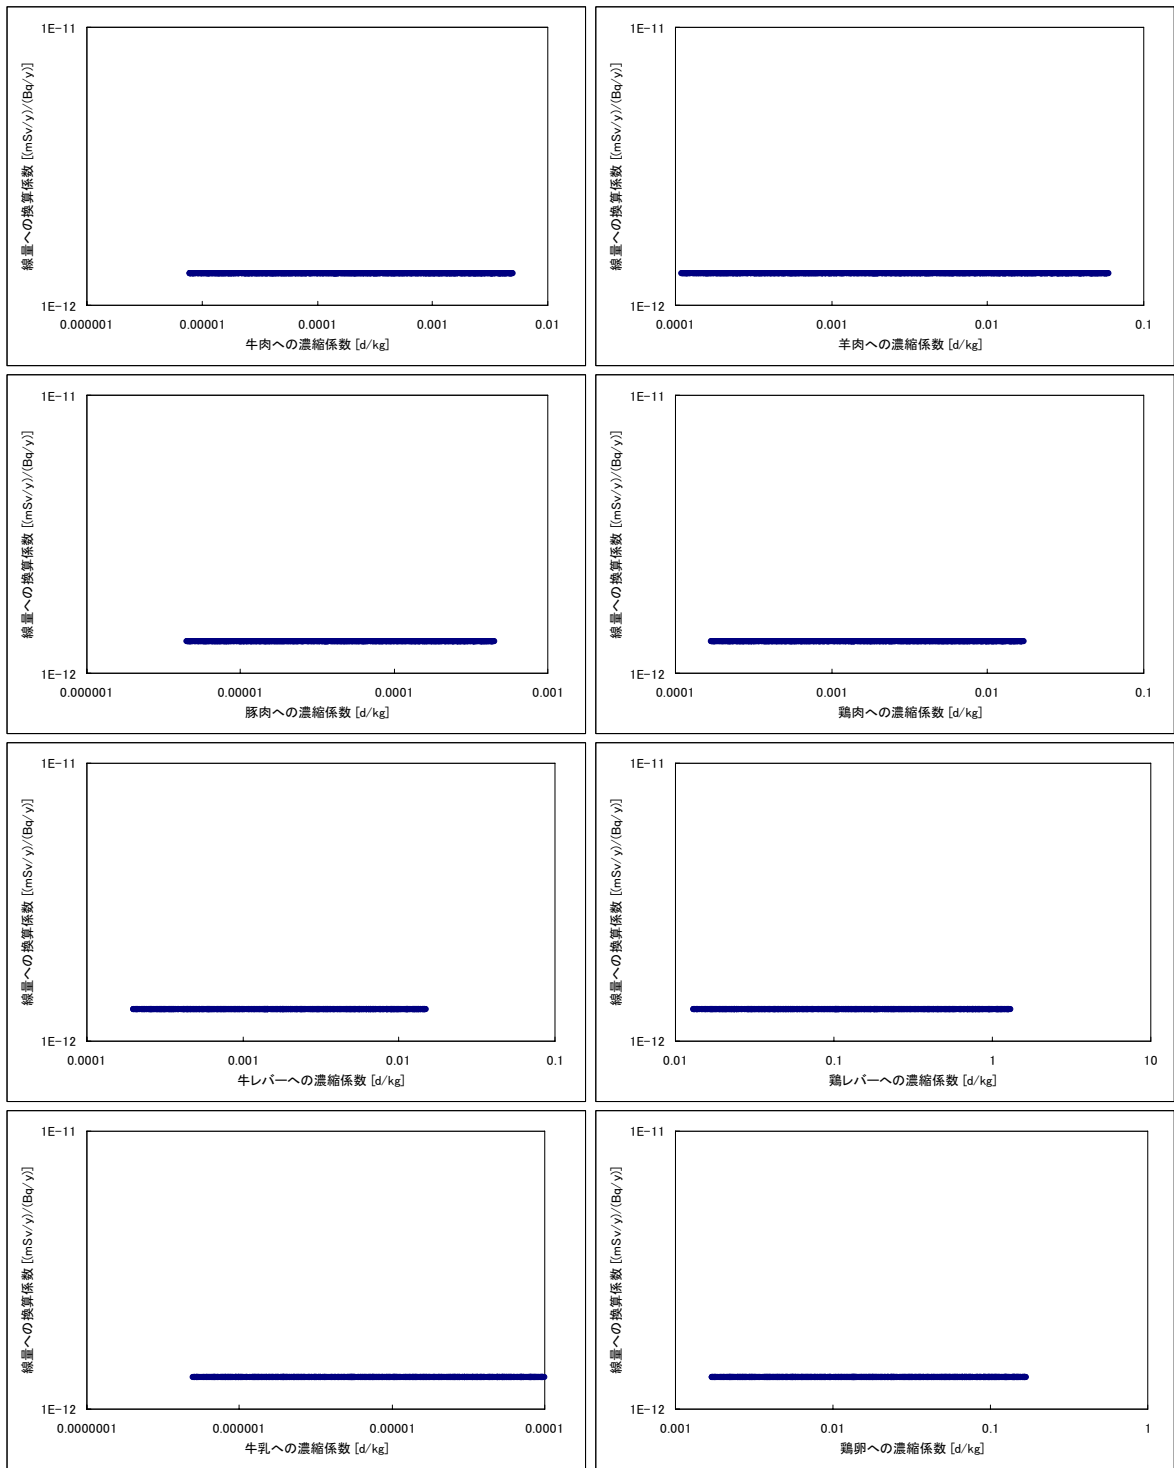 1E-11
線量への換算係数 [(mSv/y)/(Bq/y)]
1E-12
0.000001 0.00001 0.0001 0.001 0.01
牛肉への濃縮係数 [d/kg]
1E-11
線量への換算係数 [(mSv/y)/(Bq/y)]
1E-12
0.0001 0.001 0.01 0.1
羊肉への濃縮係数 [d/kg]
1E-11
線量への換算係数 [(mSv/y)/(Bq/y)]
1E-12
0.000001 0.00001 0.0001 0.001
豚肉への濃縮係数 [d/kg]
1E-11
線量への換算係数 [(mSv/y)/(Bq/y)]
1E-12
0.0001 0.001 0.01 0.1
鶏肉への濃縮係数 [d/kg]
1E-11
線量への換算係数 [(mSv/y)/(Bq/y)]
1E-12
0.0001 0.001 0.01 0.1
牛レバーへの濃縮係数 [d/kg]
1E-11
線量への換算係数 [(mSv/y)/(Bq/y)]
1E-12
0.01 0.1 1 10
鶏レバーへの濃縮係数 [d/kg]
1E-11
線量への換算係数 [(mSv/y)/(Bq/y)]
1E-12
0.0000001 0.000001 0.00001 0.0001
牛乳への濃縮係数 [d/kg]
1E-11
線量への換算係数 [(mSv/y)/(Bq/y)]
1E-12
0.001 0.01 0.1 1
鶏卵への濃縮係数 [d/kg]